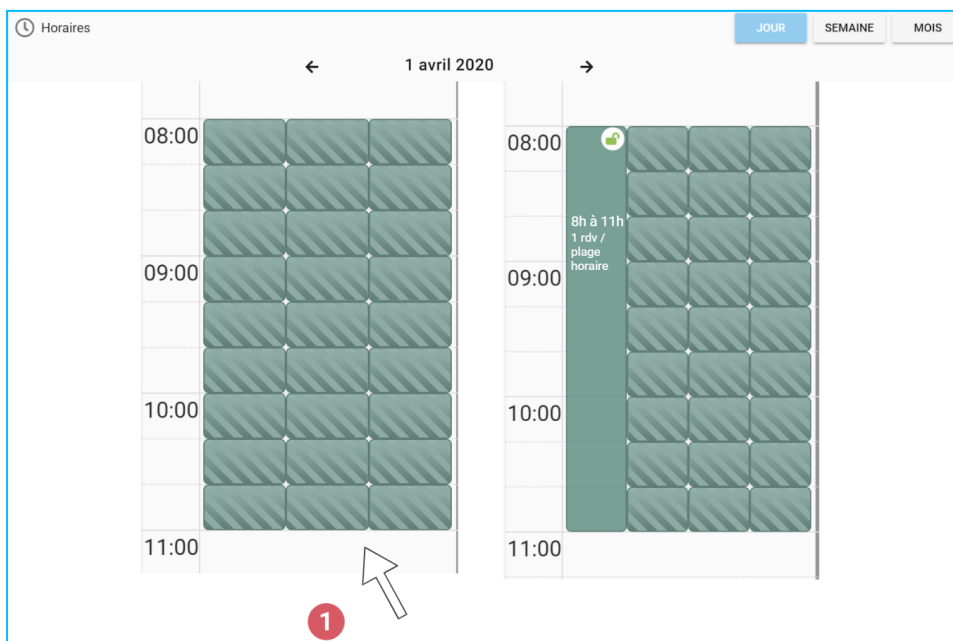 Horaires
JOUR
SEMAINE
MOIS
1 avril 2020
08:00
09:00
10:00
11:00
08:00
8h à 11h
1 rdv /
plage
horaire
09:00
10:00
11:00
1